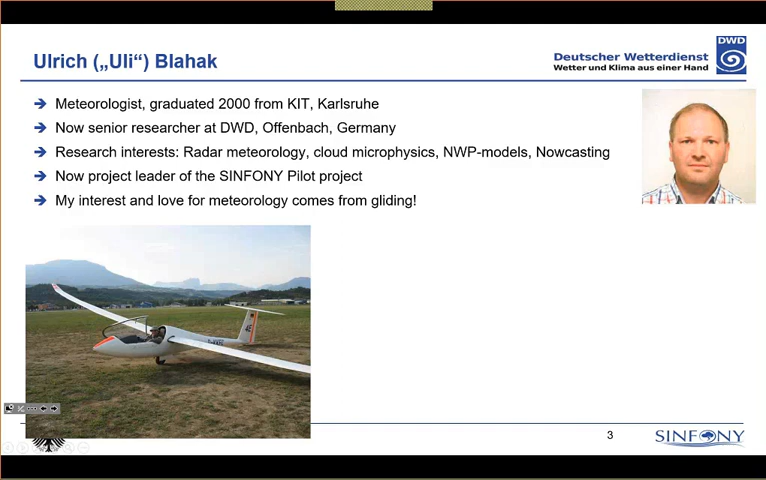 Ulrich („Uli“) Blahak
Deutscher Wetterdienst
Wetter und Klima aus einer Hand
DWD
Meteorologist, graduated 2000 from KIT, Karlsruhe
Now senior researcher at DWD, Offenbach, Germany
Research interests: Radar meteorology, cloud microphysics, NWP-models, Nowcasting
Now project leader of the SINFONY Pilot project
My interest and love for meteorology comes from gliding!
4E
3
SINFONY